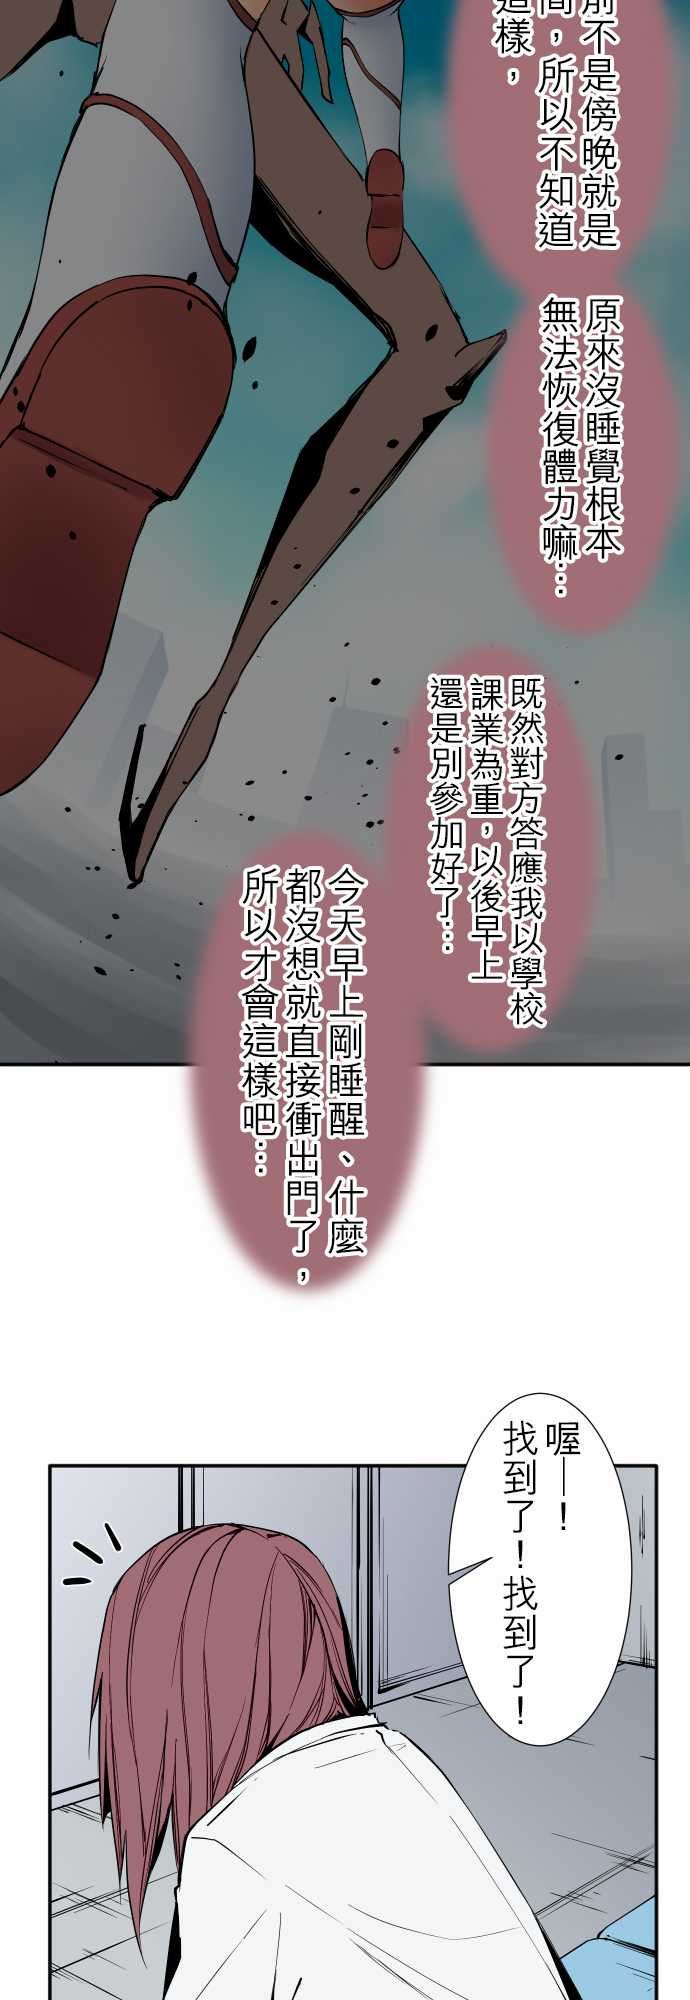 前不是傍晚就是
間，所以不知道
這樣，
原來沒睡覺根本
無法恢復體力嘛…
既然對方答應我以學校
課業為重，以後早上
還是別參加好了…
今天早上剛睡醒、什麼
都沒想就直接衝出門了，
所以才會這樣吧…
喔—！
找到了！找到了！